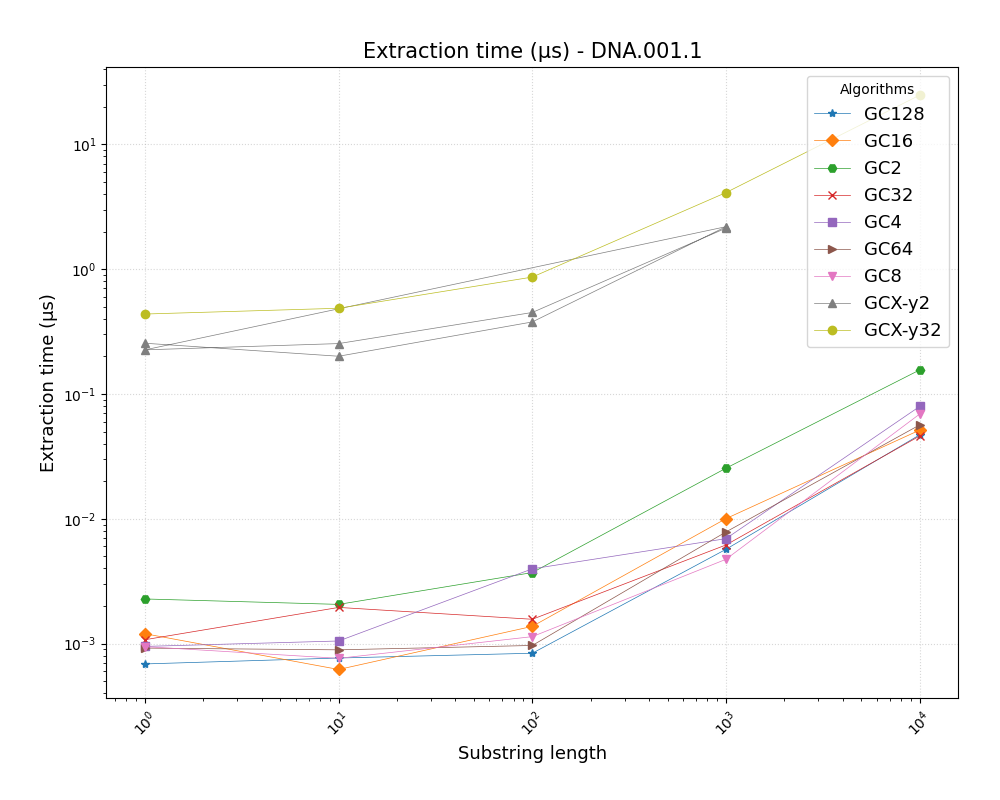 Extraction time (µs) - DNA.001.1
Algorithms
GC128
GC16
GC2
GC32
GC4
GC64
GC8
GCX-y2
GCX-y32
Extraction time (µs)
10¹
10⁰
10⁻¹
10⁻²
10⁻³
10⁰
10¹
10²
10³
10⁴
Substring length